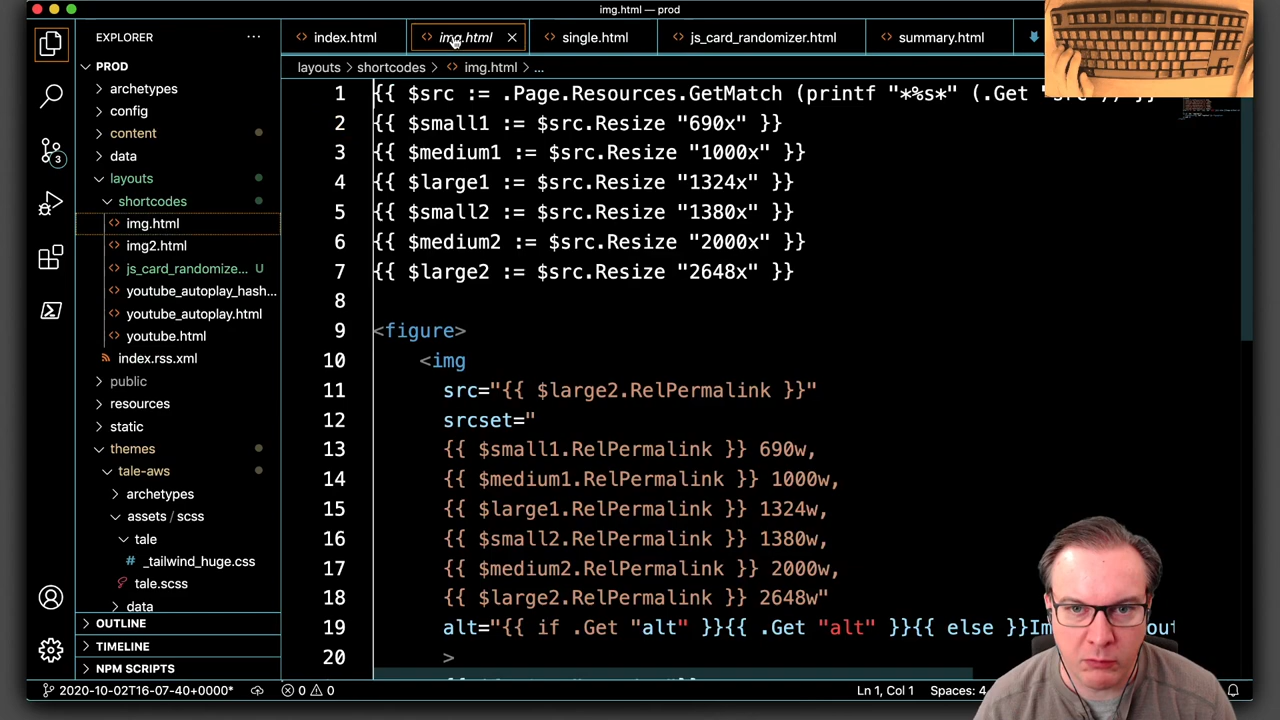 img.html — prod
EXPLORER
index.html
img.html
single.html
js_card_randomizer.html
summary.html
PROD
archetypes
config
content
data
layouts
shortcodes
img.html
img2.html
js_card_randomize... U
youtube_autoplay_hash...
youtube_autoplay.html
youtube.html
index.rss.xml
public
resources
static
themes
tale-aws
archetypes
assets / scss
tale
# _tailwind_huge.css
tale.scss
data
OUTLINE
TIMELINE
NPM SCRIPTS
3
layouts > shortcodes > img.html > ...
1 {{ $src := .Page.Resources.GetMatch (printf "*%s*" (.Get
2 {{ $small1 := $src.Resize "690x" }}
3 {{ $medium1 := $src.Resize "1000x" }}
4 {{ $large1 := $src.Resize "1324x" }}
5 {{ $small2 := $src.Resize "1380x" }}
6 {{ $medium2 := $src.Resize "2000x" }}
7 {{ $large2 := $src.Resize "2648x" }}
8
9 <figure>
10 <img
11 src="{{ $large2.RelPermalink }}"
12 srcset="
13 {{ $small1.RelPermalink }} 690w,
14 {{ $medium1.RelPermalink }} 1000w,
15 {{ $large1.RelPermalink }} 1324w,
16 {{ $small2.RelPermalink }} 1380w,
17 {{ $medium2.RelPermalink }} 2000w,
18 {{ $large2.RelPermalink }} 2648w"
19 alt="{{ if .Get "alt" }}{{ .Get "alt" }}{{ else }}
20 >
2020-10-02T16-07-40+0000* 0 0 Ln 1, Col 1 Spaces: 4